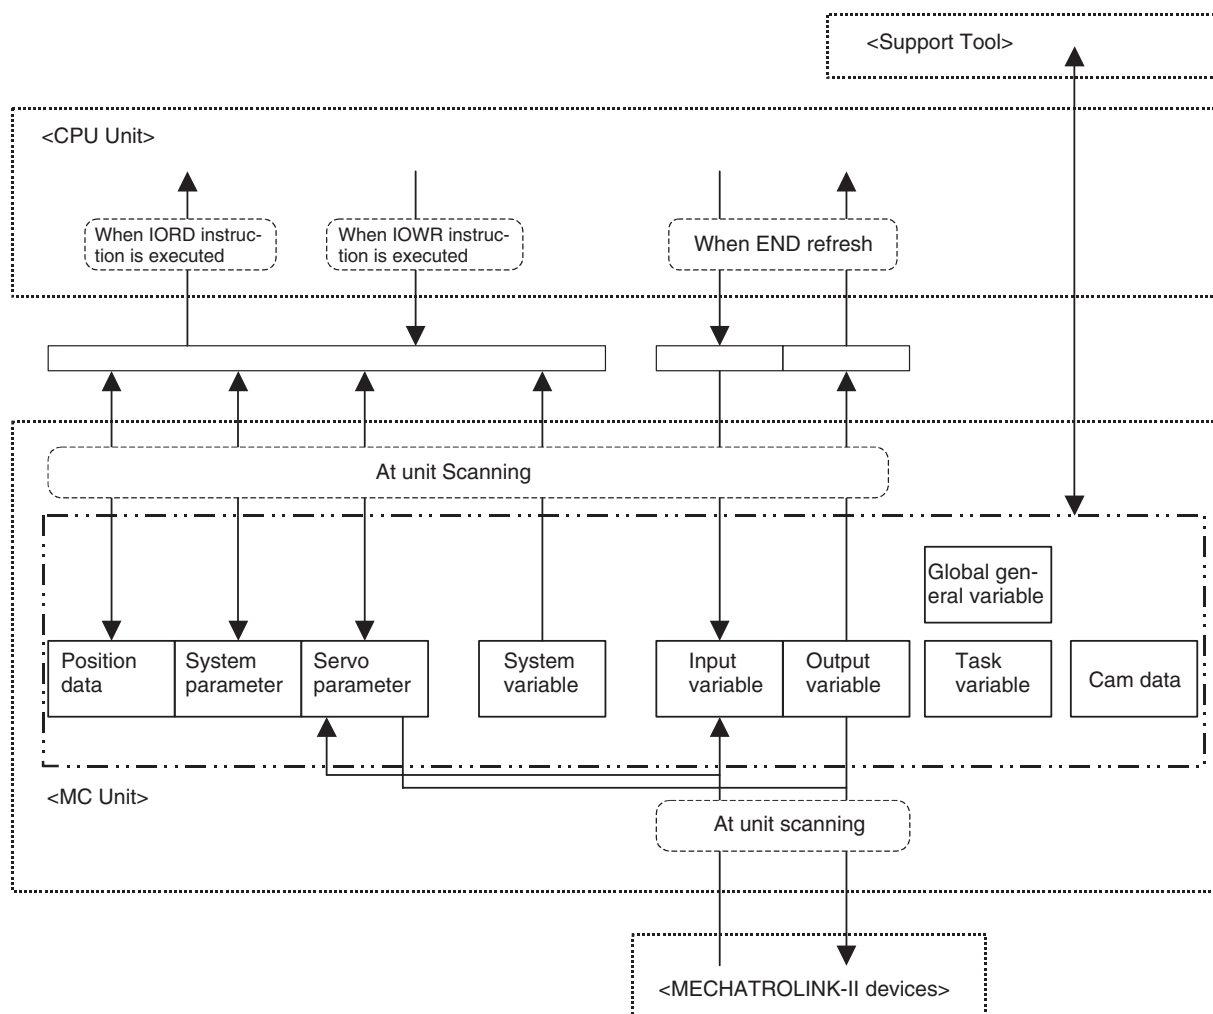 <Support Tool>
<CPU Unit>
When IORD instruc-
tion is executed
When IOWR instruc-
tion is executed
When END refresh
At unit Scanning
Global gen-
eral variable
Position
data
System
parameter
Servo
parameter
System
variable
Input
variable
Output
variable
Task
variable
Cam data
<MC Unit>
At unit scanning
<MECHATROLINK-II devices>